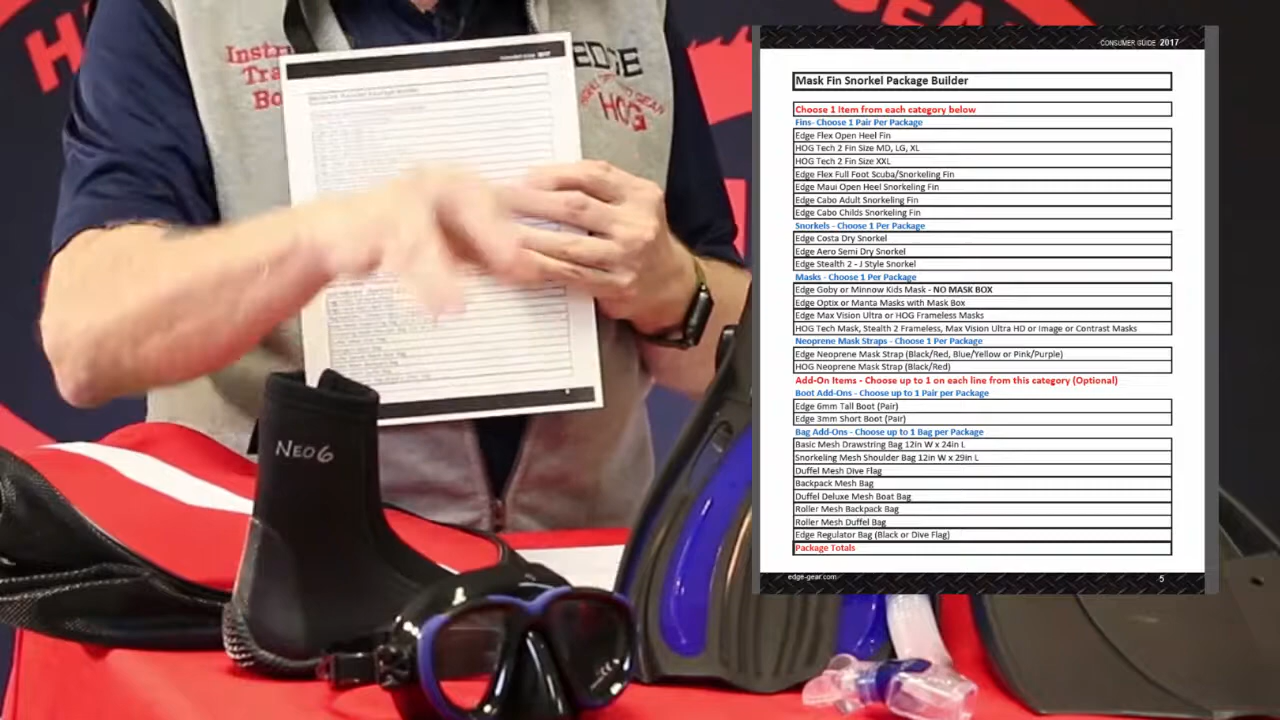 HO
GEAR
Instru
Tra
Bo
EDGE
HOG
NEO6
CONSUMER GUIDE 2017
Mask Fin Snorkel Package Builder
Choose 1 Item from each category below
Fins- Choose 1 Pair Per Package
Edge Flex Open Heel Fin
HOG Tech 2 Fin Size MD, LG, XL
HOG Tech 2 Fin Size XXL
Edge Flex Full Foot Scuba/Snorkeling Fin
Edge Maui Open Heel Snorkeling Fin
Edge Cabo Adult Snorkeling Fin
Edge Cabo Childs Snorkeling Fin
Snorkels - Choose 1 Per Package
Edge Costa Dry Snorkel
Edge Aero Semi Dry Snorkel
Edge Stealth 2 - J Style Snorkel
Masks - Choose 1 Per Package
Edge Goby or Minnow Kids Mask - NO MASK BOX
Edge Optix or Manta Masks with Mask Box
Edge Max Vision Ultra or HOG Frameless Masks
HOG Tech Mask, Stealth 2 Frameless, Max Vision Ultra HD or Image or Contrast Masks
Neoprene Mask Straps - Choose 1 Per Package
Edge Neoprene Mask Strap (Black/Red, Blue/Yellow or Pink/Purple)
HOG Neoprene Mask Strap (Black/Red)
Add-On Items - Choose up to 1 on each line from this category (Optional)
Boot Add-Ons - Choose up to 1 Pair per Package
Edge 6mm Tall Boot (Pair)
Edge 3mm Short Boot (Pair)
Bag Add-Ons - Choose up to 1 Bag per Package
Basic Mesh Drawstring Bag 12in W x 24in L
Snorkeling Mesh Shoulder Bag 12in W x 29in L
Duffel Mesh Dive Flag
Backpack Mesh Bag
Duffel Deluxe Mesh Boat Bag
Roller Mesh Backpack Bag
Roller Mesh Duffel Bag
Edge Regulator Bag (Black or Dive Flag)
Package Totals
edge-gear.com
5